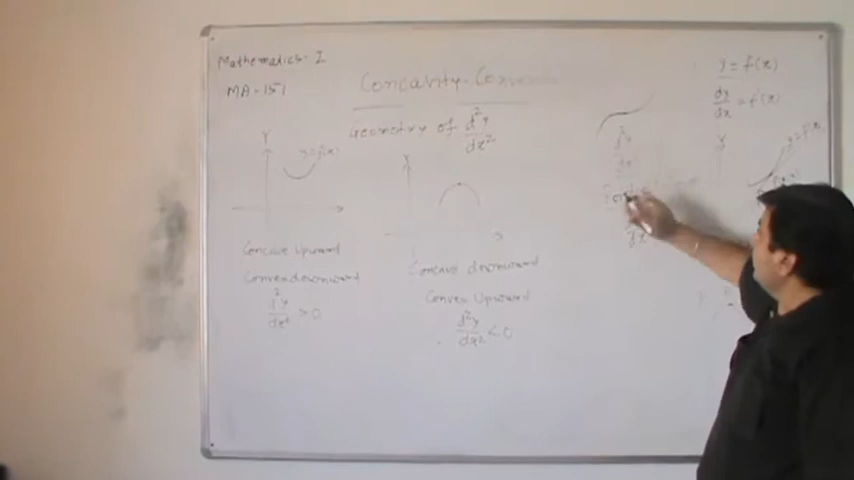 Mathematics- I
MA-151
Concavity-
Geometry of d²y/dx²
Y
y=f(x)
Concave Upward
Convex downward
d²y/dx² > 0
Y
Concave downward
Convex Upward
d²y/dx² < 0
d²y
y = f(x)
dy/dx = f'(x)
Y
y=f(x)